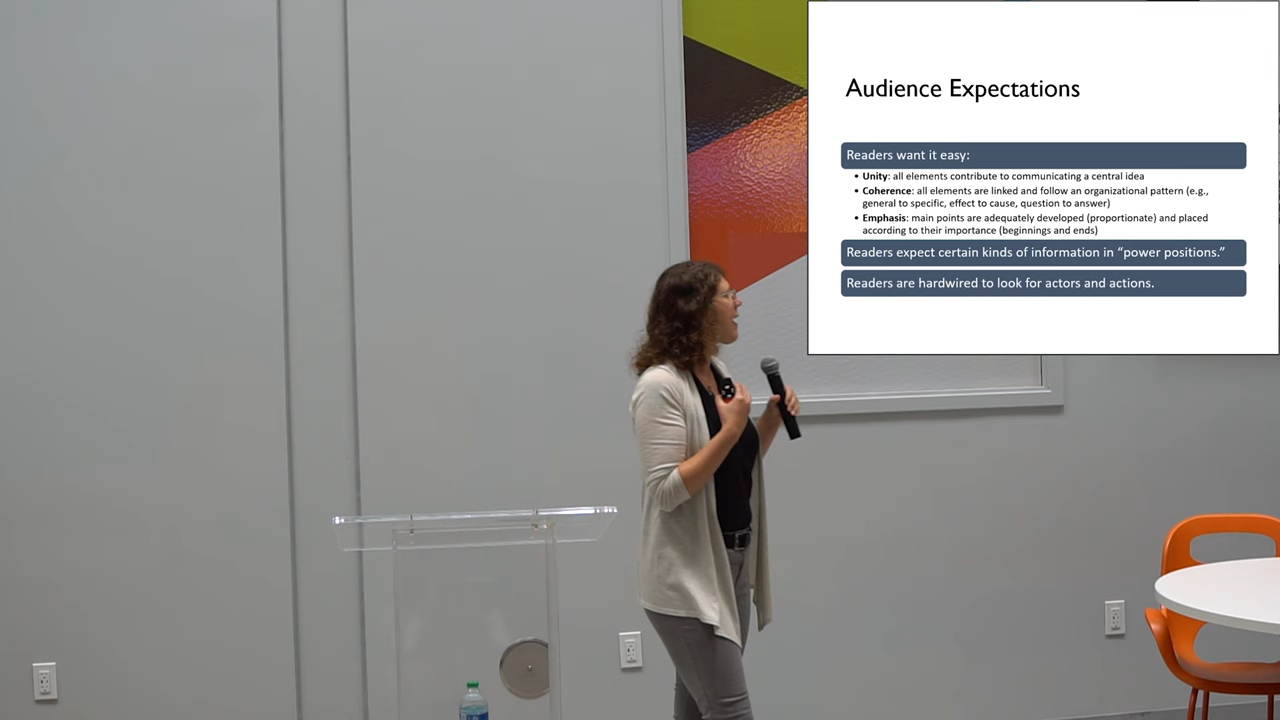 Audience Expectations
Readers want it easy:
• Unity: all elements contribute to communicating a central idea
• Coherence: all elements are linked and follow an organizational pattern (e.g.,
general to specific, effect to cause, question to answer)
• Emphasis: main points are adequately developed (proportionate) and placed
according to their importance (beginnings and ends)
Readers expect certain kinds of information in “power positions.”
Readers are hardwired to look for actors and actions.